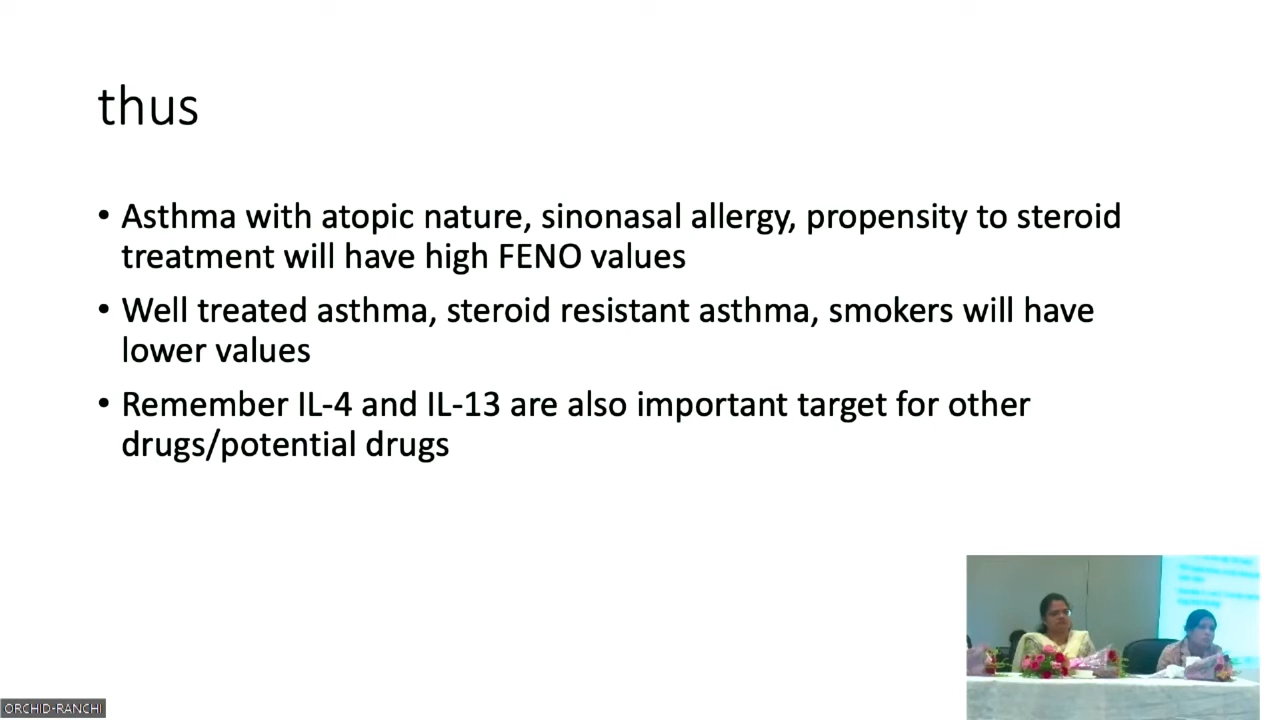 thus
• Asthma with atopic nature, sinonasal allergy, propensity to steroid
treatment will have high FENO values
• Well treated asthma, steroid resistant asthma, smokers will have
lower values
• Remember IL-4 and IL-13 are also important target for other
drugs/potential drugs
ORCHID-RANCHI